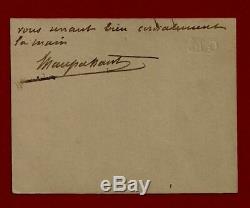 vous serrant bien cordialement
la main
Maupassant